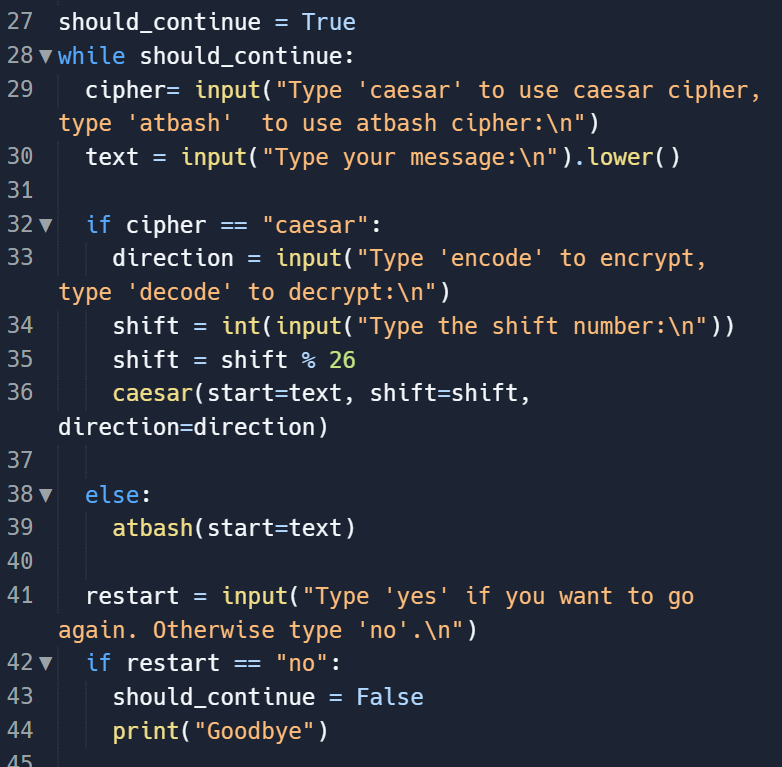 27 should_continue = True
28 ▼ while should_continue:
29 cipher= input("Type 'caesar' to use caesar cipher,
type 'atbash'  to use atbash cipher:\n")
30 text = input("Type your message:\n").lower()
31
32 ▼ if cipher == "caesar":
33 direction = input("Type 'encode' to encrypt,
type 'decode' to decrypt:\n")
34 shift = int(input("Type the shift number:\n"))
35 shift = shift % 26
36 caesar(start=text, shift=shift,
direction=direction)
37
38 ▼ else:
39 atbash(start=text)
40
41 restart = input("Type 'yes' if you want to go
again. Otherwise type 'no'.\n")
42 ▼ if restart == "no":
43 should_continue = False
44 print("Goodbye")
45